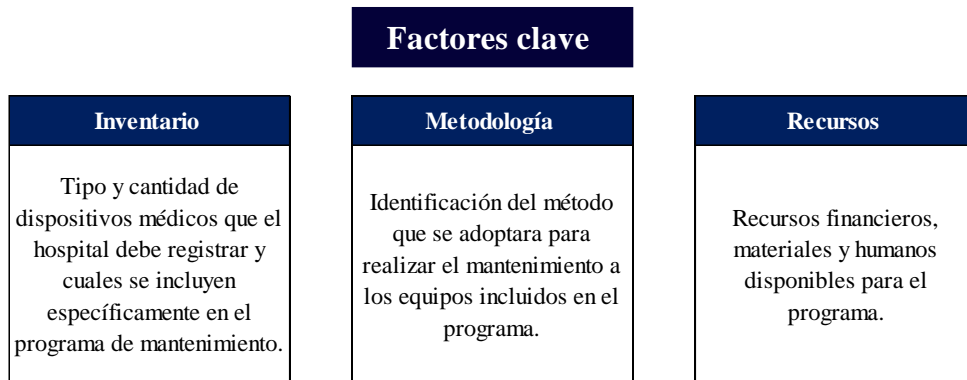 Factores clave
Inventario
Tipo y cantidad de
dispositivos médicos que el
hospital debe registrar y
cuales se incluyen
específicamente en el
programa de mantenimiento.
Metodología
Identificación del método
que se adoptara para
realizar el mantenimiento a
los equipos incluidos en el
programa.
Recursos
Recursos financieros,
materiales y humanos
disponibles para el
programa.